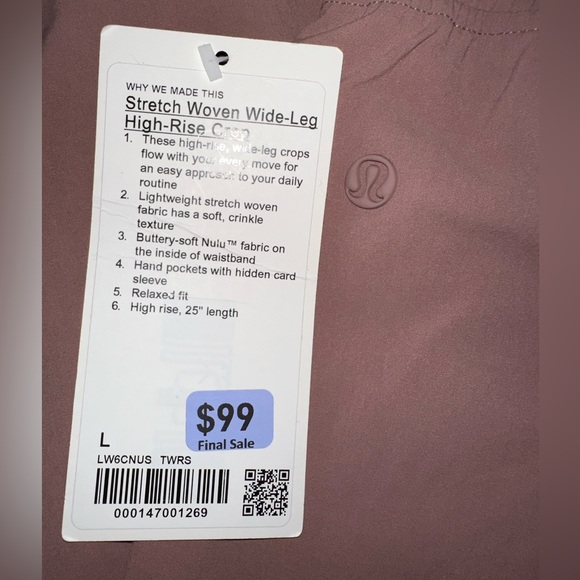 WHY WE MADE THIS
Stretch Woven Wide-Leg
High-Rise Crop
1. These high-rise, wide-leg crops
flow with your every move for
an easy approach to your daily
routine
2. Lightweight stretch woven
fabric has a soft, crinkle
texture
3. Buttery-soft Nulu™ fabric on
the inside of waistband
4. Hand pockets with hidden card
sleeve
5. Relaxed fit
6. High rise, 25" length
$99
Final Sale
L
LW6CNUS TWRS
000147001269